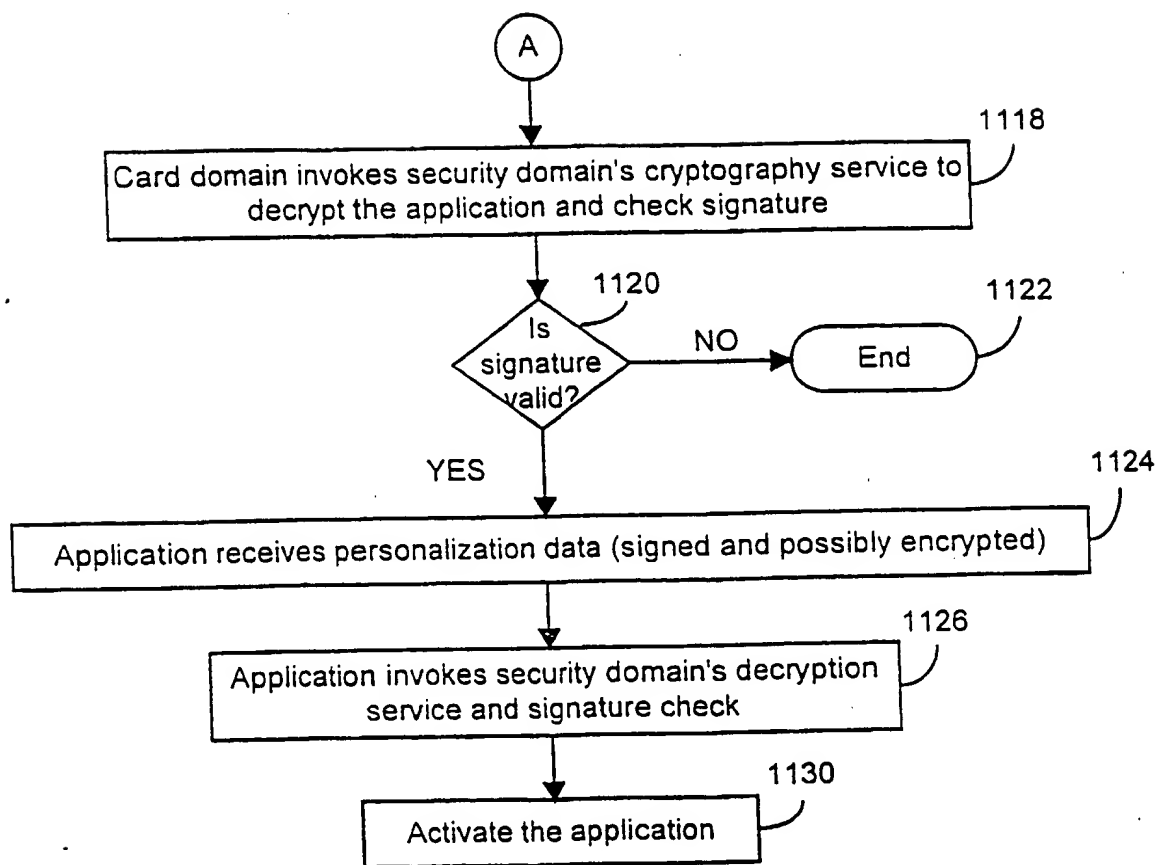 A
1118
Card domain invokes security domain's cryptography service to
decrypt the application and check signature
1120
Is
signature
valid?
NO
1122
End
YES
1124
Application receives personalization data (signed and possibly encrypted)
1126
Application invokes security domain's decryption
service and signature check
1130
Activate the application